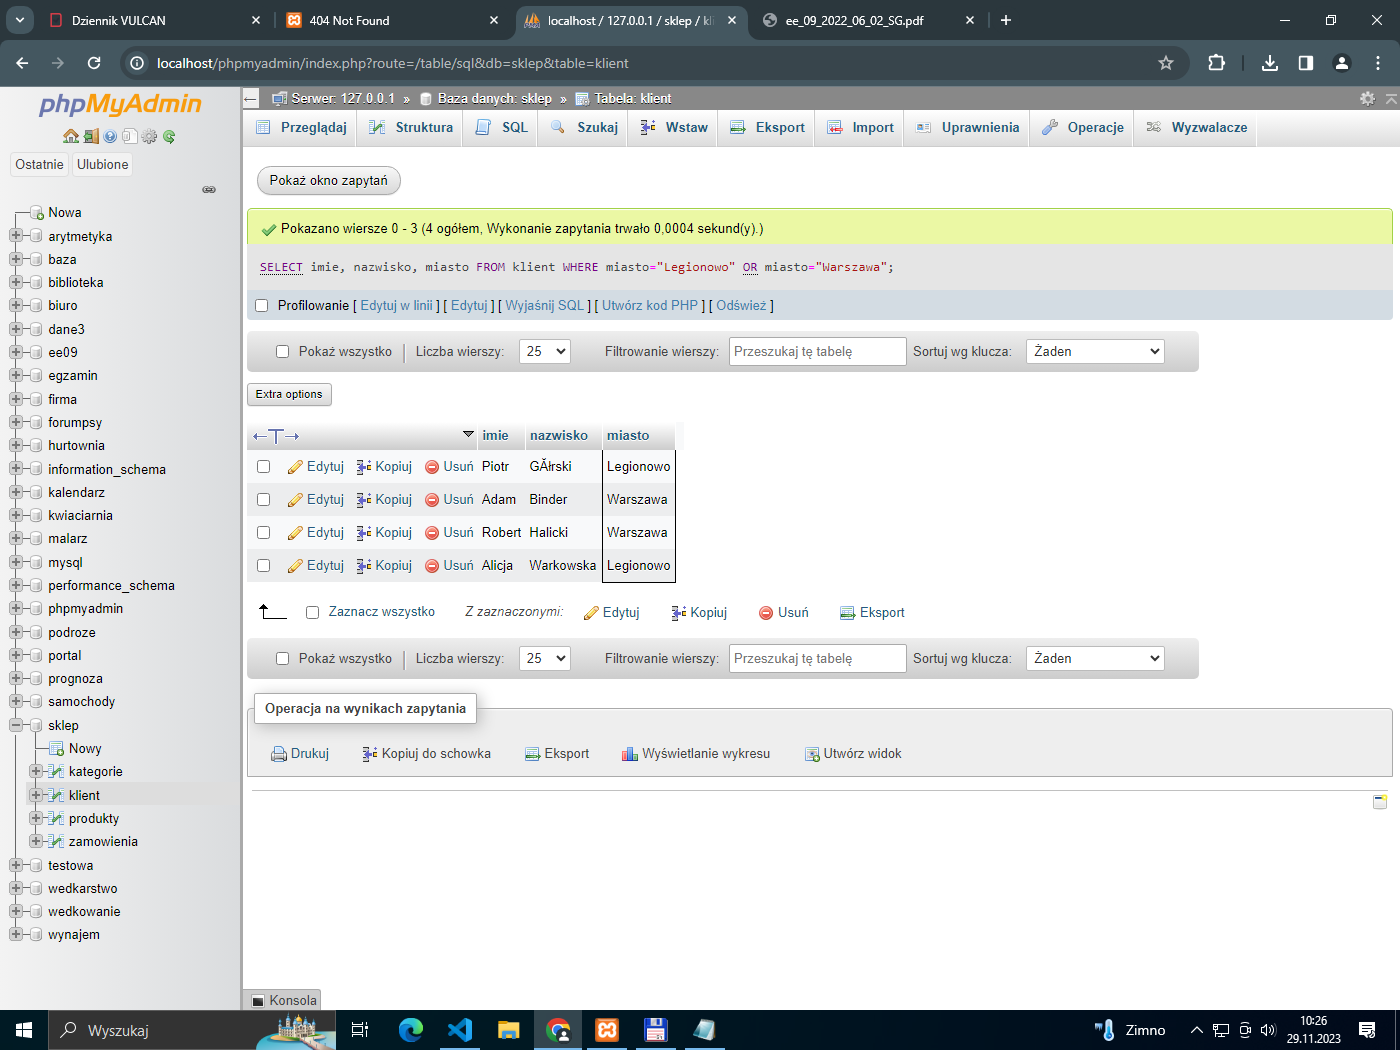 Dziennik VULCAN
404 Not Found
localhost / 127.0.0.1 / sklep / kli
ee_09_2022_06_02_SG.pdf
localhost/phpmyadmin/index.php?route=/table/sql&db=sklep&table=klient
phpMyAdmin
Ostatnie Ulubione
Nowa
arytmetyka
baza
biblioteka
biuro
dane3
ee09
egzamin
firma
forumpsy
hurtownia
information_schema
kalendarz
kwiaciarnia
malarz
mysql
performance_schema
phpmyadmin
podroze
portal
prognoza
samochody
sklep
Nowy
kategorie
klient
produkty
zamowienia
testowa
wedkarstwo
wedkowanie
wynajem
Serwer: 127.0.0.1 » Baza danych: sklep » Tabela: klient
Przeglądaj Struktura SQL Szukaj Wstaw Eksport Import Uprawnienia Operacje Wyzwalacze
Pokaż okno zapytań
Pokazano wiersze 0 - 3 (4 ogółem, Wykonanie zapytania trwało 0,0004 sekund(y).)
SELECT imie, nazwisko, miasto FROM klient WHERE miasto="Legionowo" OR miasto="Warszawa";
Profilowanie [ Edytuj w linii ] [ Edytuj ] [ Wyjaśnij SQL ] [ Utwórz kod PHP ] [ Odśwież ]
Pokaż wszystko Liczba wierszy: 25 Filtrowanie wierszy: Przeszukaj tę tabelę Sortuj wg klucza: Żaden
Extra options
imie nazwisko miasto
Edytuj Kopiuj Usuń Piotr GĂłrski Legionowo
Edytuj Kopiuj Usuń Adam Binder Warszawa
Edytuj Kopiuj Usuń Robert Halicki Warszawa
Edytuj Kopiuj Usuń Alicja Warkowska Legionowo
Zaznacz wszystko Z zaznaczonymi: Edytuj Kopiuj Usuń Eksport
Pokaż wszystko Liczba wierszy: 25 Filtrowanie wierszy: Przeszukaj tę tabelę Sortuj wg klucza: Żaden
Operacja na wynikach zapytania
Drukuj Kopiuj do schowka Eksport Wyświetlanie wykresu Utwórz widok
Konsola
Wyszukaj
Zimno
10:26
29.11.2023